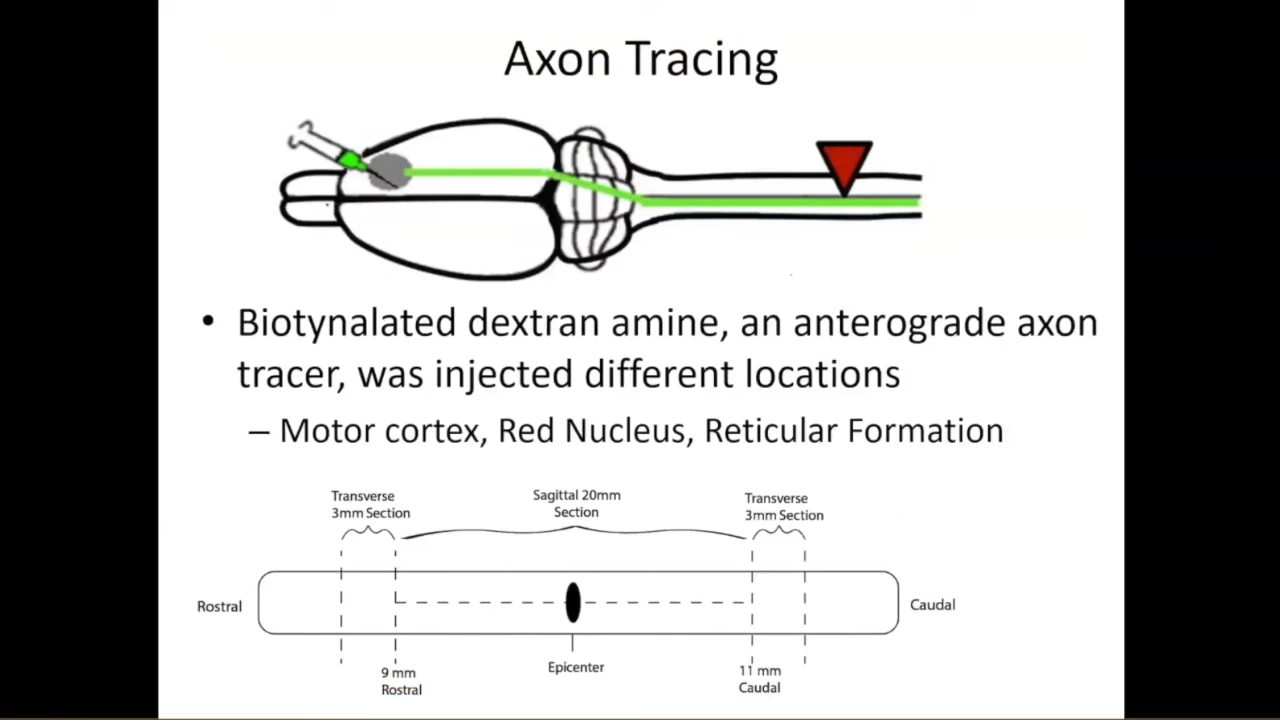 Axon Tracing
• Biotynalated dextran amine, an anterograde axon
tracer, was injected different locations
– Motor cortex, Red Nucleus, Reticular Formation
Transverse
3mm Section
Sagittal 20mm
Section
Transverse
3mm Section
Rostral
Caudal
9 mm
Rostral
Epicenter
11 mm
Caudal